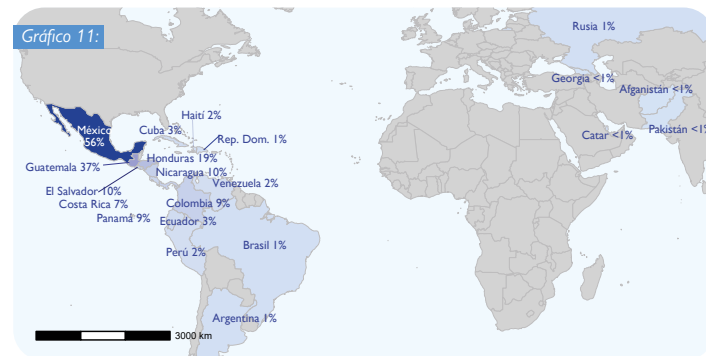 Gráfico 11:
Rusia 1%
Georgia <1%
Afganistán <1%
Haití 2%
México
56%
Cuba 3%
Rep. Dom. 1%
Catar <1%
Pakistán <1%
Guatemala 37%
Honduras 19%
Nicaragua 10%
El Salvador 10%
Venezuela 2%
Costa Rica 7%
Colombia 9%
Panamá 9%
Ecuador 3%
Perú 2%
Brasil 1%
Argentina 1%
3000 km